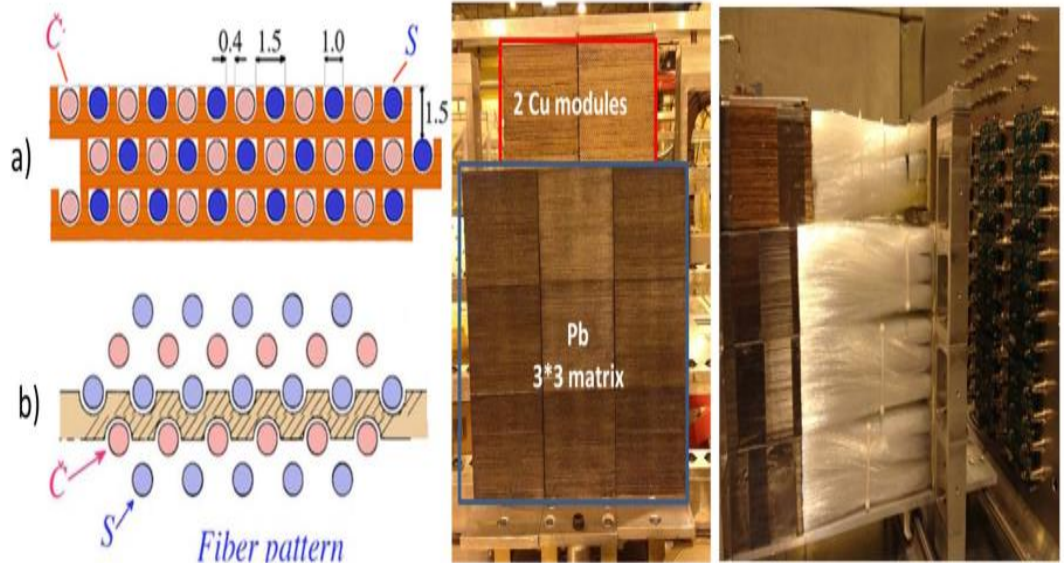 Č
0.4
1.5
1.0
S
1.5
a)
b)
Č
S
Fiber pattern
2 Cu modules
Pb
3*3 matrix